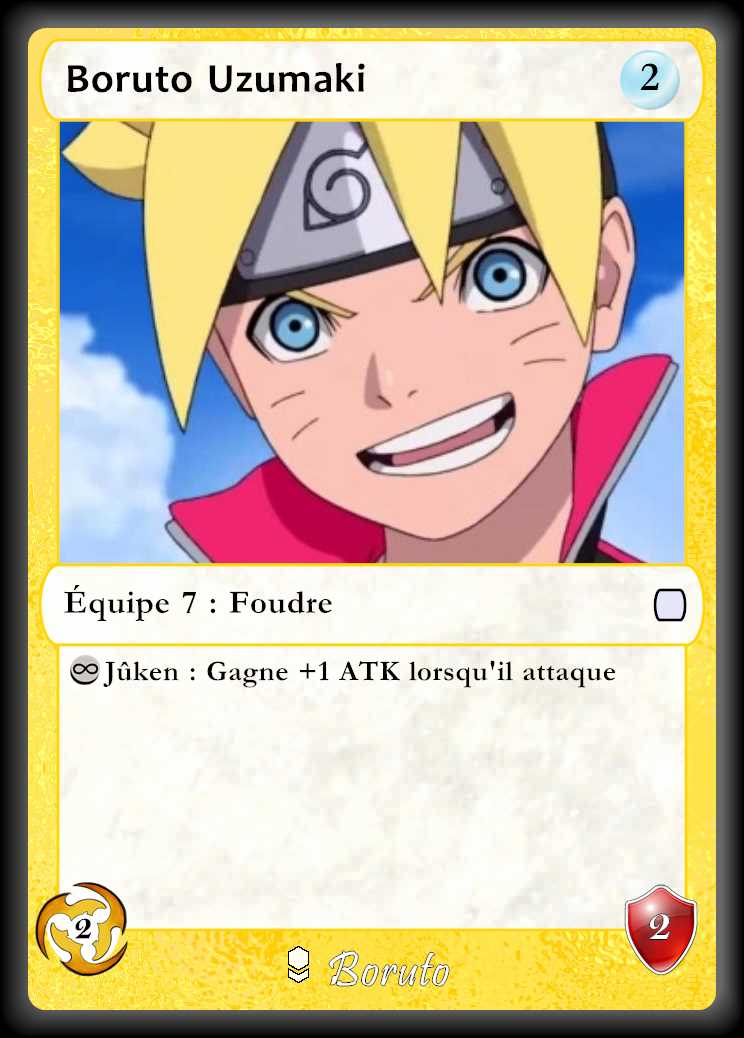 Boruto Uzumaki
2
Équipe 7 : Foudre
Jûken : Gagne +1 ATK lorsqu'il attaque
2
2
Boruto